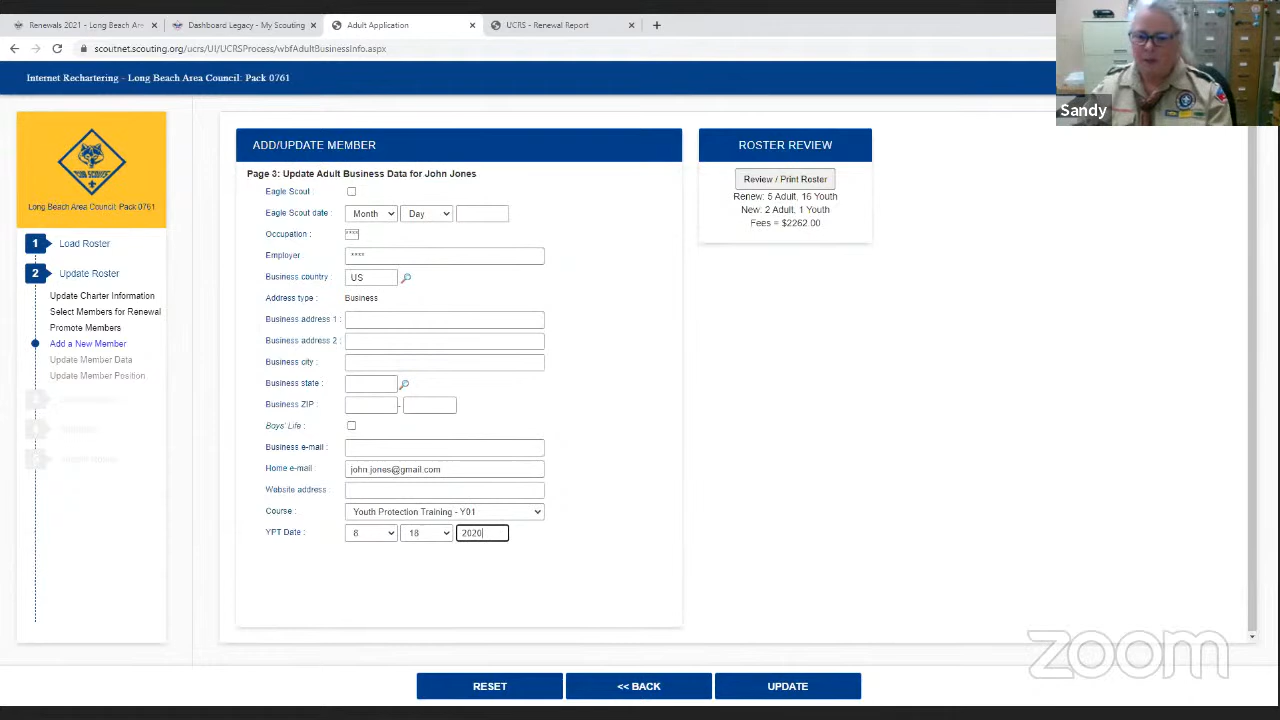 Renewals 2021 - Long Beach Are
Dashboard Legacy - My Scouting
Adult Application
UCRS - Renewal Report
scoutnet.scouting.org/ucrs/UI/UCRSProcess/wbfAdultBusinessInfo.aspx
Internet Rechartering - Long Beach Area Council: Pack 0761
Sandy
CUB SCOUTS
Long Beach Area Council: Pack 0761
1 Load Roster
2 Update Roster
Update Charter Information
Select Members for Renewal
Promote Members
Add a New Member
Update Member Data
Update Member Position
ADD/UPDATE MEMBER
Page 3: Update Adult Business Data for John Jones
Eagle Scout :
Eagle Scout date : Month Day
Occupation : ****
Employer : ****
Business country : US
Address type : Business
Business address 1 :
Business address 2 :
Business city :
Business state :
Business ZIP : -
Boys' Life :
Business e-mail :
Home e-mail : john.jones@gmail.com
Website address :
Course : Youth Protection Training - Y01
YPT Date : 8 18 2020
ROSTER REVIEW
Review / Print Roster
Renew: 5 Adult, 16 Youth
New: 2 Adult, 1 Youth
Fees = $2262.00
RESET
<< BACK
UPDATE
zoom